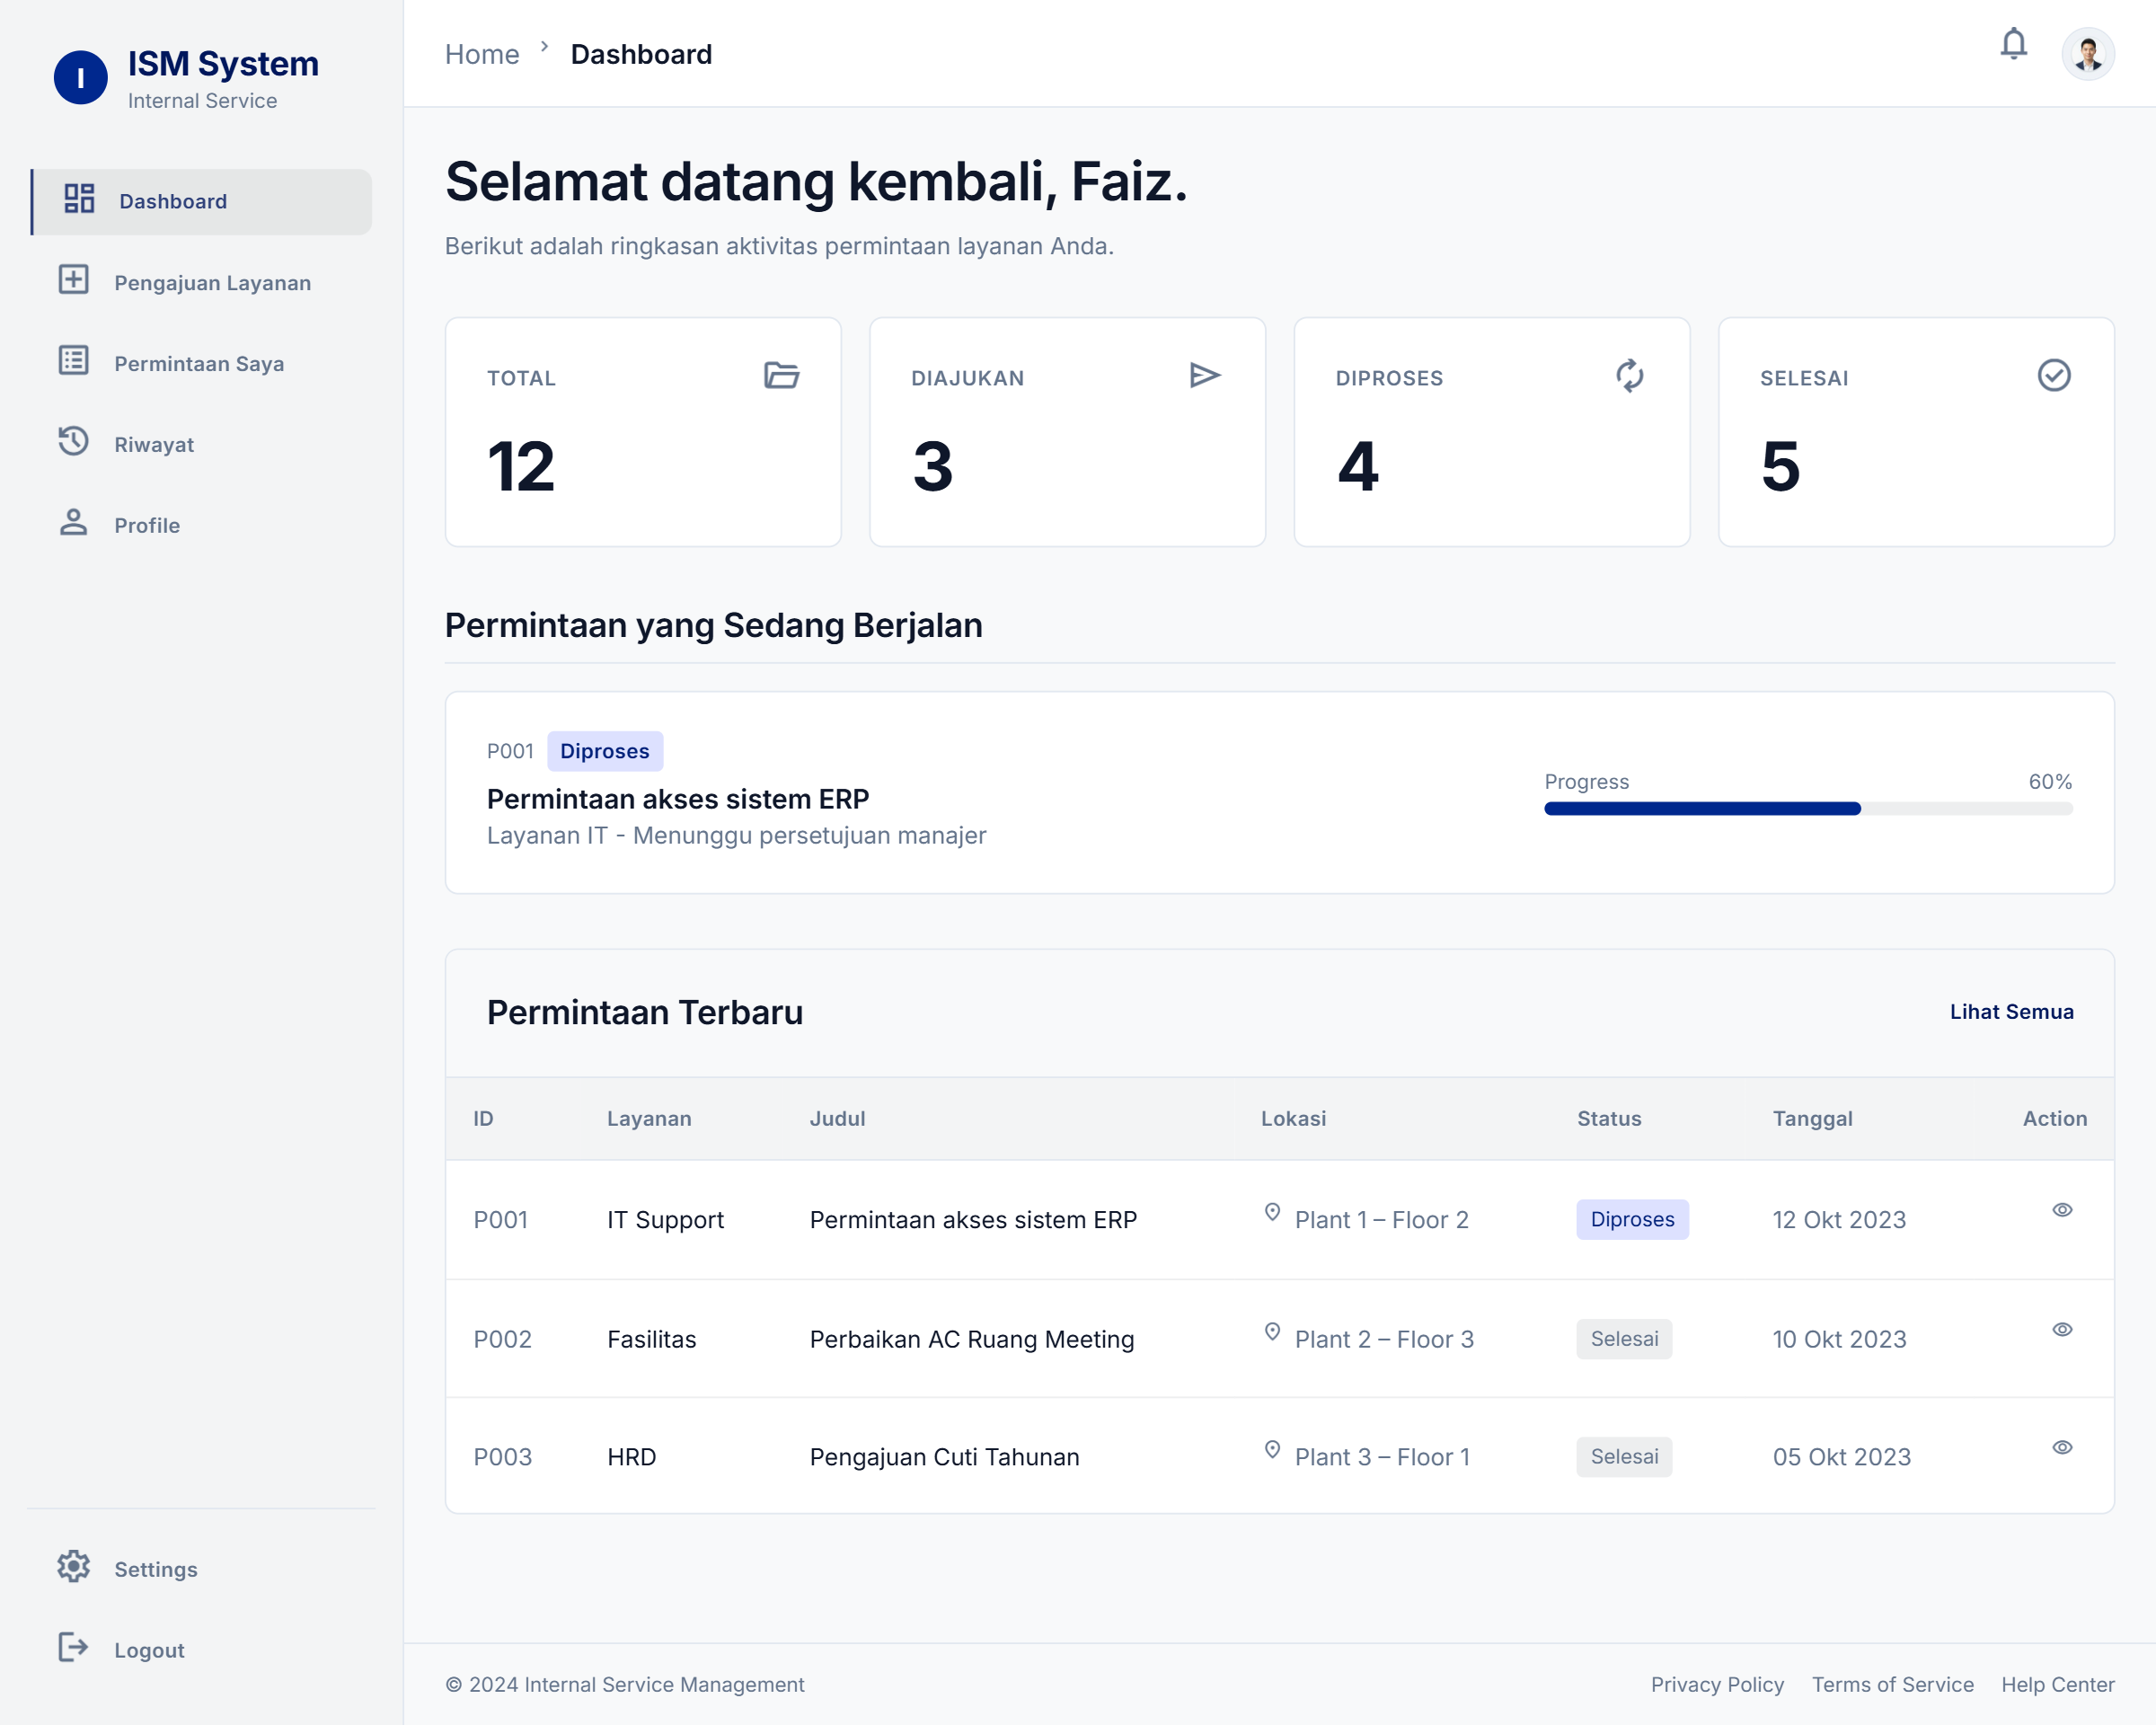 I
ISM System
Internal Service
Dashboard
Pengajuan Layanan
Permintaan Saya
Riwayat
Profile
Settings
Logout
Home › Dashboard
Selamat datang kembali, Faiz.
Berikut adalah ringkasan aktivitas permintaan layanan Anda.
TOTAL
12
DIAJUKAN
3
DIPROSES
4
SELESAI
5
Permintaan yang Sedang Berjalan
P001 Diproses
Permintaan akses sistem ERP
Layanan IT - Menunggu persetujuan manajer
Progress 60%
Permintaan Terbaru Lihat Semua
ID Layanan Judul Lokasi Status Tanggal Action
P001 IT Support Permintaan akses sistem ERP Plant 1 – Floor 2 Diproses 12 Okt 2023
P002 Fasilitas Perbaikan AC Ruang Meeting Plant 2 – Floor 3 Selesai 10 Okt 2023
P003 HRD Pengajuan Cuti Tahunan Plant 3 – Floor 1 Selesai 05 Okt 2023
© 2024 Internal Service Management Privacy Policy Terms of Service Help Center